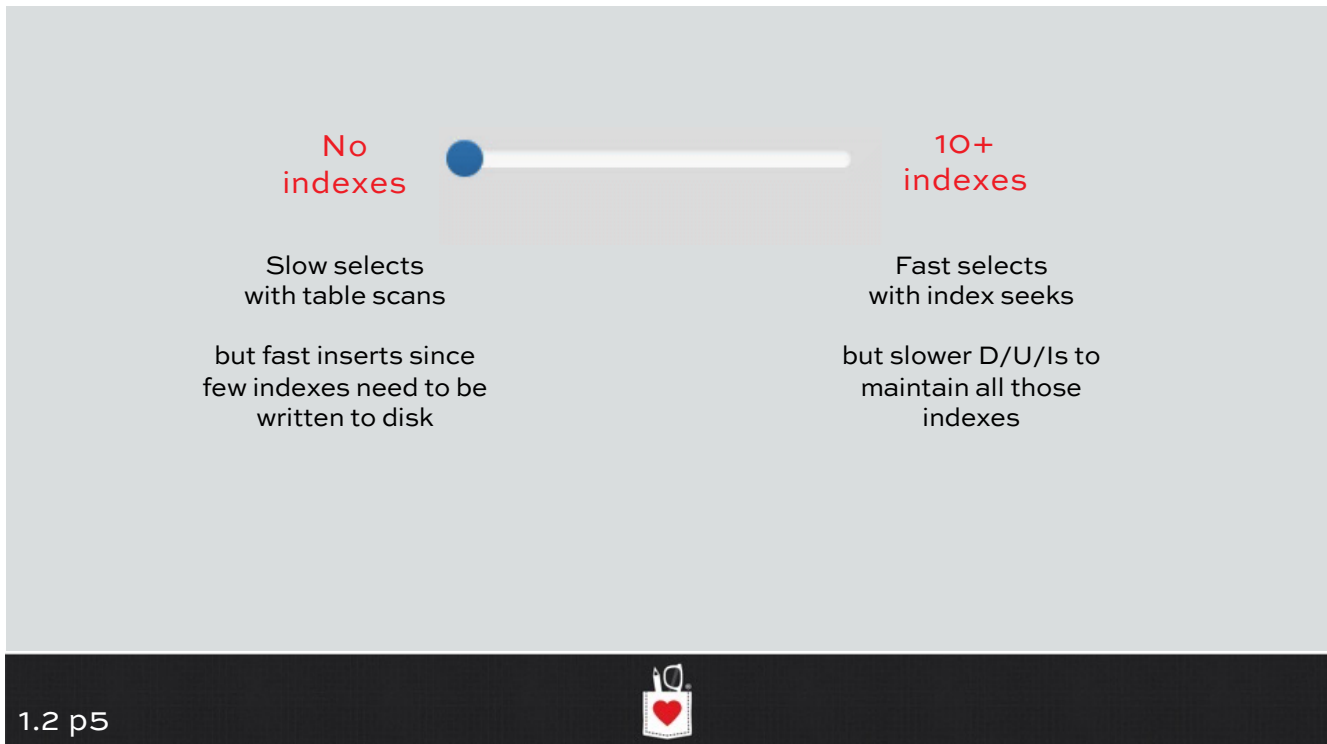 No
indexes
10+
indexes
Slow selects
with table scans
but fast inserts since
few indexes need to be
written to disk
Fast selects
with index seeks
but slower D/U/Is to
maintain all those
indexes
1.2 p5